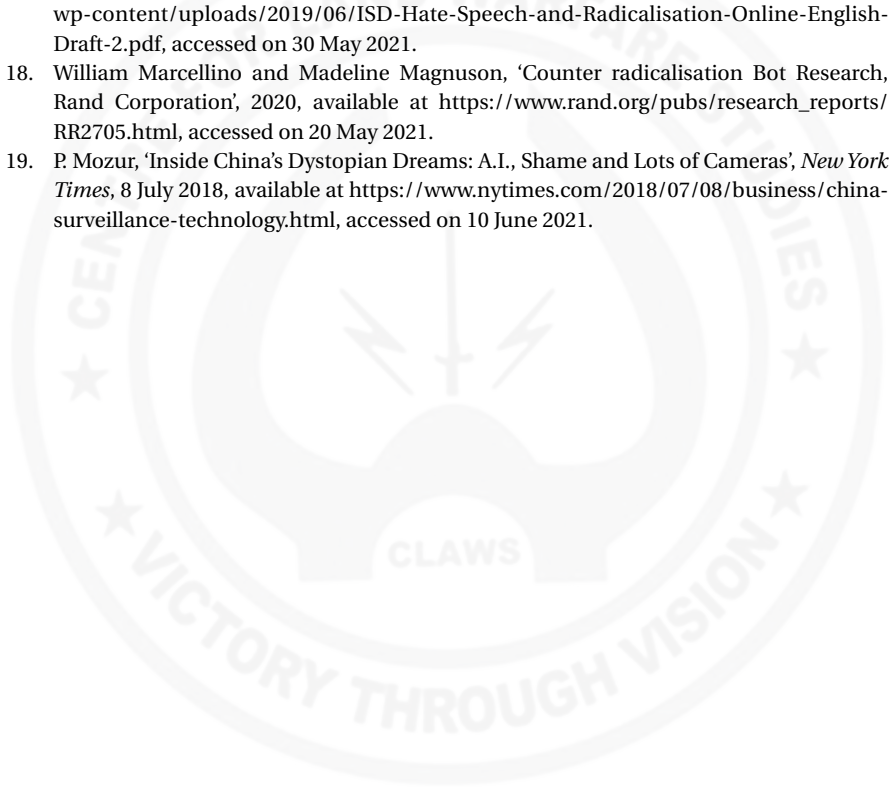 wp-content/uploads/2019/06/ISD-Hate-Speech-and-Radicalisation-Online-English-
Draft-2.pdf, accessed on 30 May 2021.
18. William Marcellino and Madeline Magnuson, ‘Counter radicalisation Bot Research,
Rand Corporation’, 2020, available at https://www.rand.org/pubs/research_reports/
RR2705.html, accessed on 20 May 2021.
19. P. Mozur, ‘Inside China’s Dystopian Dreams: A.I., Shame and Lots of Cameras’, New York
Times, 8 July 2018, available at https://www.nytimes.com/2018/07/08/business/china-
surveillance-technology.html, accessed on 10 June 2021.
CLAWS
VICTORY THROUGH VISION